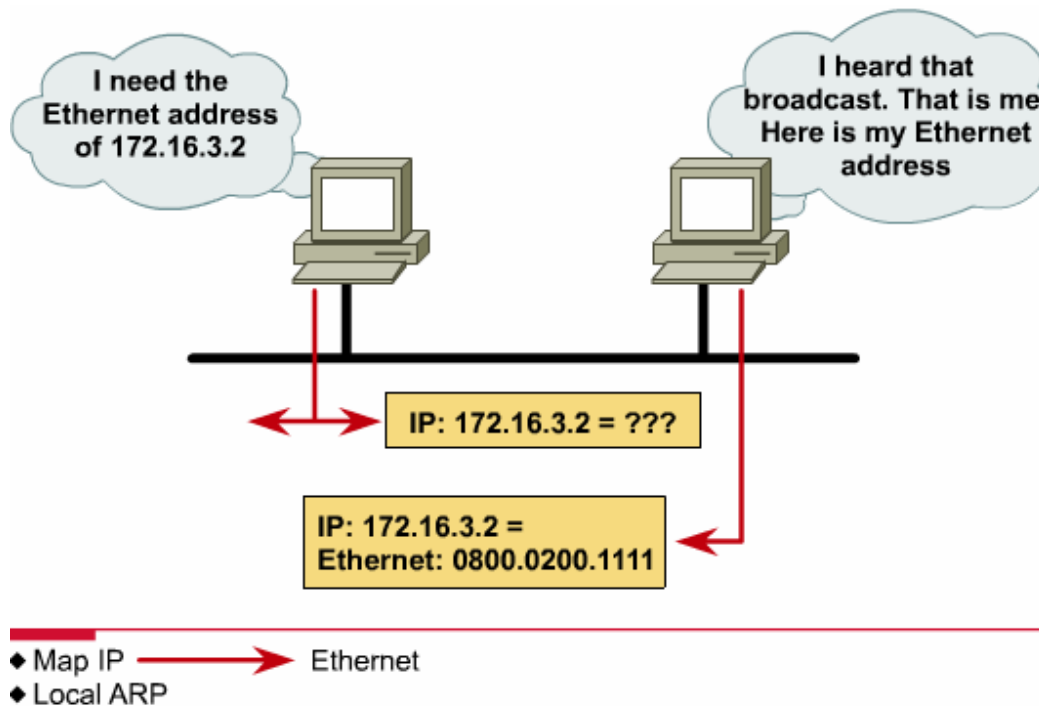 I need the
Ethernet address
of 172.16.3.2
I heard that
broadcast. That is me
Here is my Ethernet
address
IP: 172.16.3.2 = ???
IP: 172.16.3.2 =
Ethernet: 0800.0200.1111
◆ Map IP → Ethernet
◆ Local ARP